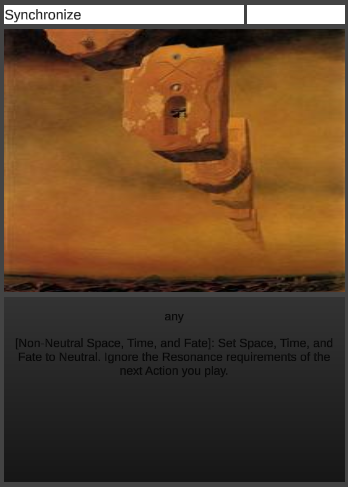 Synchronize
any
[Non-Neutral Space, Time, and Fate]: Set Space, Time, and
Fate to Neutral. Ignore the Resonance requirements of the
next Action you play.